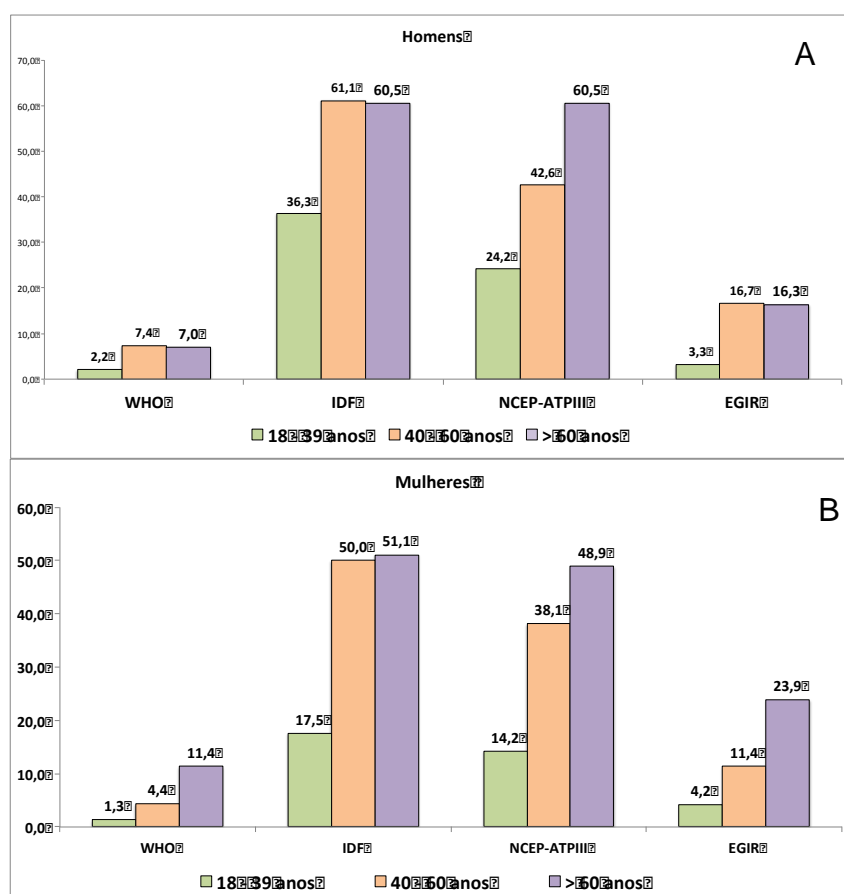 Homens
A
70,0
60,0
50,0
40,0
30,0
20,0
10,0
0,0
2,2 7,4 7,0
36,3 61,1 60,5
24,2 42,6 60,5
3,3 16,7 16,3
WHO IDF NCEP-ATPIII EGIR
18 - 39 anos 40 - 60 anos > 60 anos
Mulheres
B
60,0
50,0
40,0
30,0
20,0
10,0
0,0
1,3 4,4 11,4
17,5 50,0 51,1
14,2 38,1 48,9
4,2 11,4 23,9
WHO IDF NCEP-ATPIII EGIR
18 - 39 anos 40 - 60 anos > 60 anos